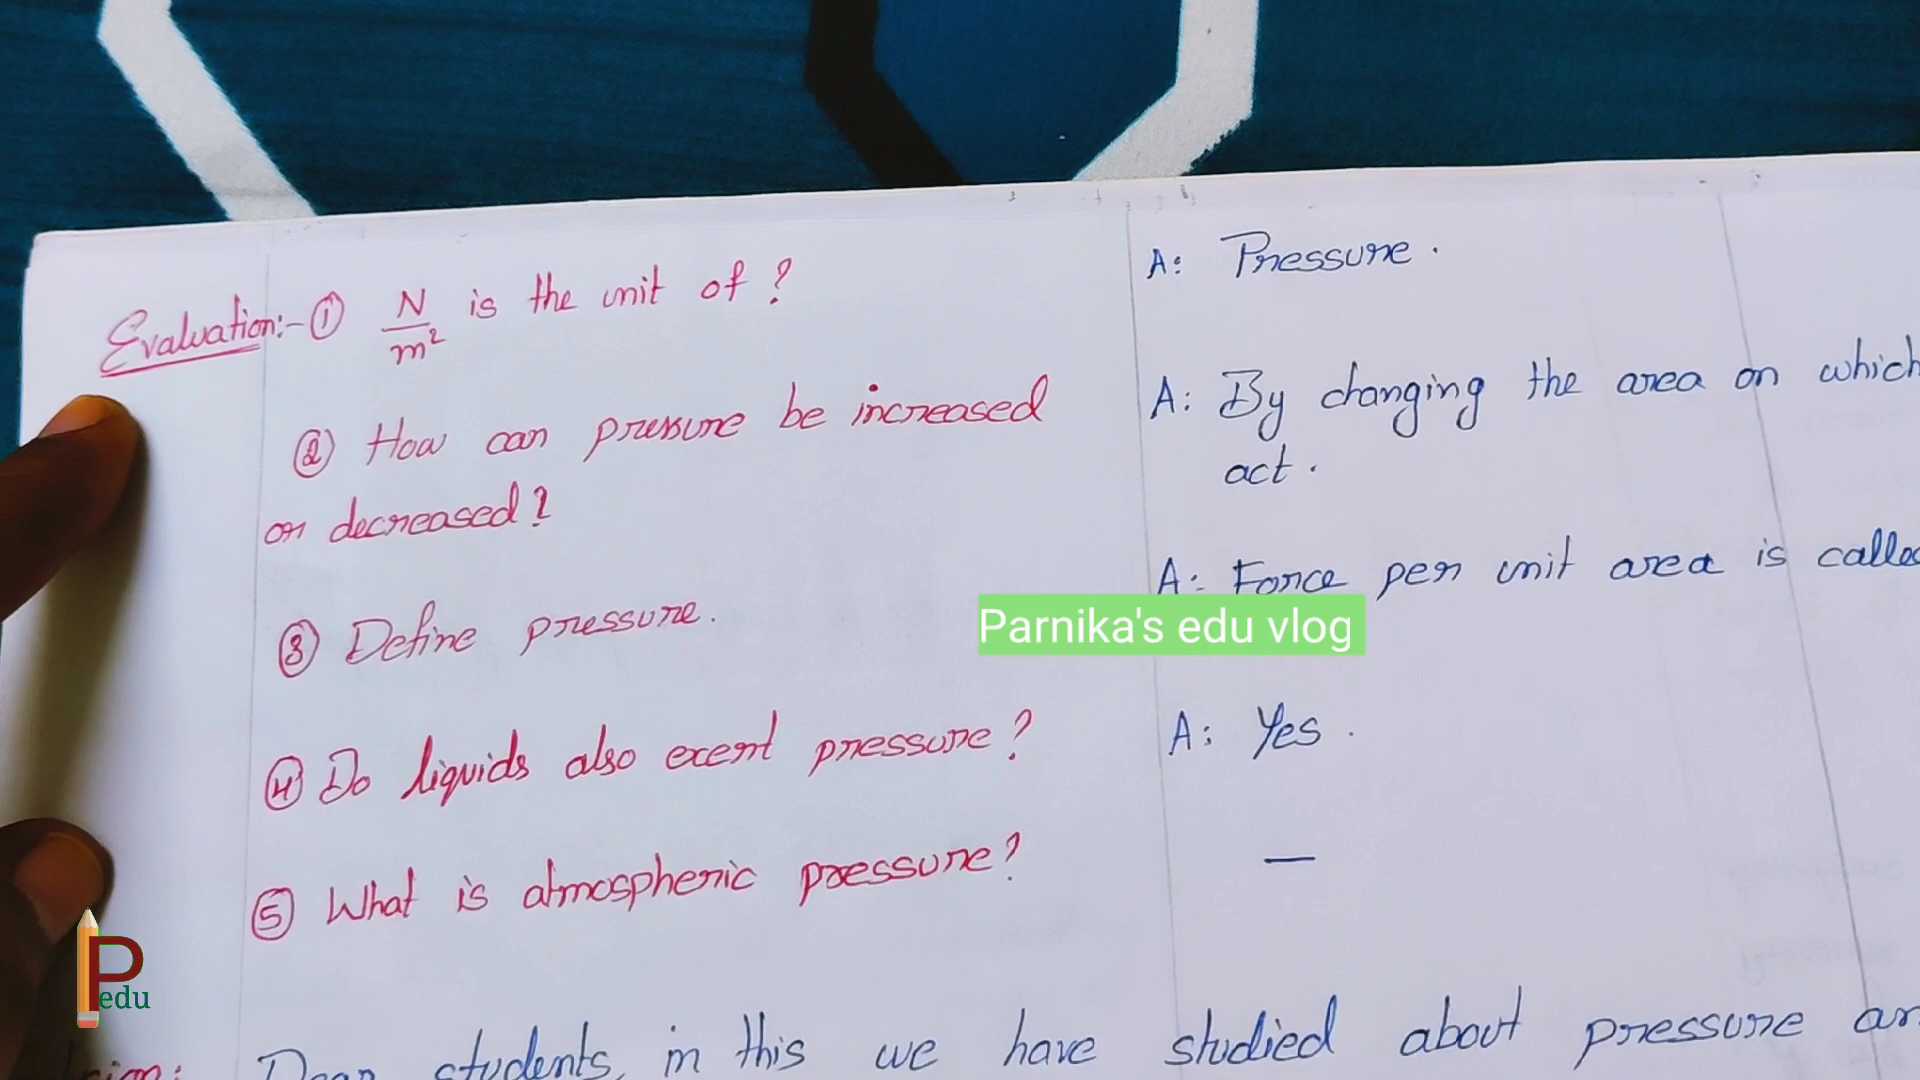 Evaluation:- ① N/m² is the unit of ?
A: Pressure.
② How can pressure be increased
or decreased?
A: By changing the area on which
act.
③ Define pressure.
A: Force per unit area is called
Parnika's edu vlog
④ Do liquids also exert pressure?
A: Yes.
⑤ What is atmospheric pressure?
—
P
edu
Dear students, in this we have studied about pressure